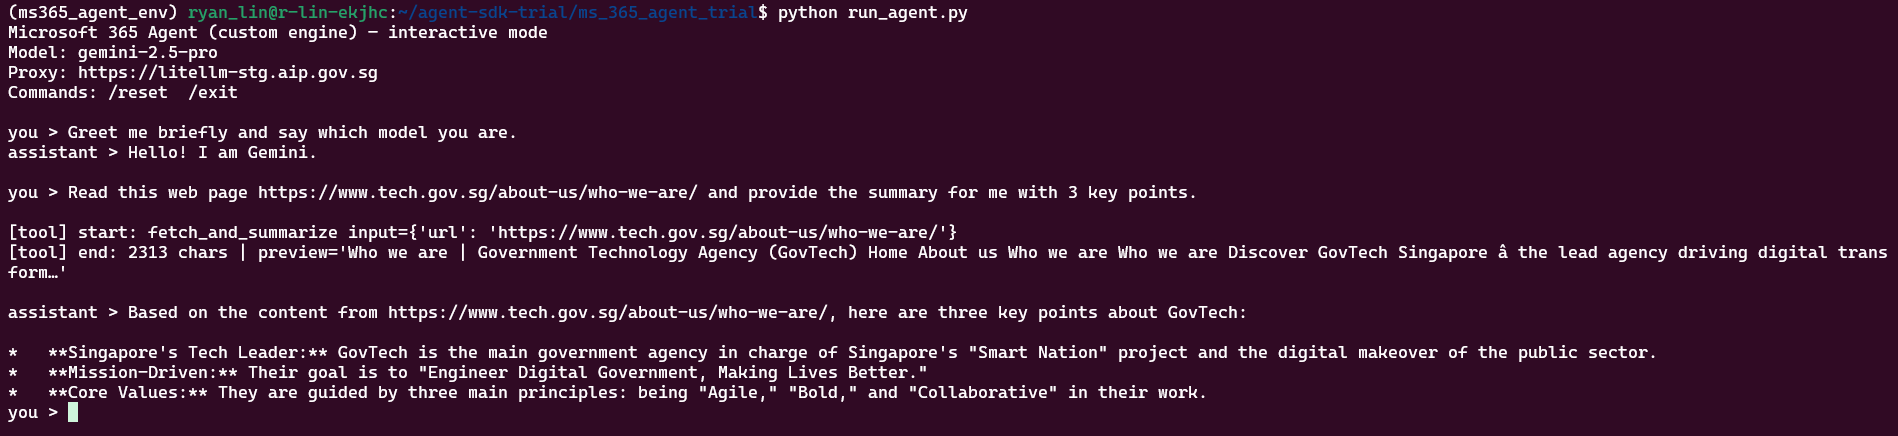 (ms365_agent_env) ryan_lin@r-lin-ekjhc:~/agent-sdk-trial/ms_365_agent_trial$ python run_agent.py
Microsoft 365 Agent (custom engine) — interactive mode
Model: gemini-2.5-pro
Proxy: https://litellm-stg.aip.gov.sg
Commands: /reset  /exit

you > Greet me briefly and say which model you are.
assistant > Hello! I am Gemini.

you > Read this web page https://www.tech.gov.sg/about-us/who-we-are/ and provide the summary for me with 3 key points.

[tool] start: fetch_and_summarize input={'url': 'https://www.tech.gov.sg/about-us/who-we-are/'}
[tool] end: 2313 chars | preview='Who we are | Government Technology Agency (GovTech) Home About us Who we are Who we are Discover GovTech Singapore â the lead agency driving digital trans
form…'

assistant > Based on the content from https://www.tech.gov.sg/about-us/who-we-are/, here are three key points about GovTech:

*   **Singapore's Tech Leader:** GovTech is the main government agency in charge of Singapore's "Smart Nation" project and the digital makeover of the public sector.
*   **Mission-Driven:** Their goal is to "Engineer Digital Government, Making Lives Better."
*   **Core Values:** They are guided by three main principles: being "Agile," "Bold," and "Collaborative" in their work.
you >